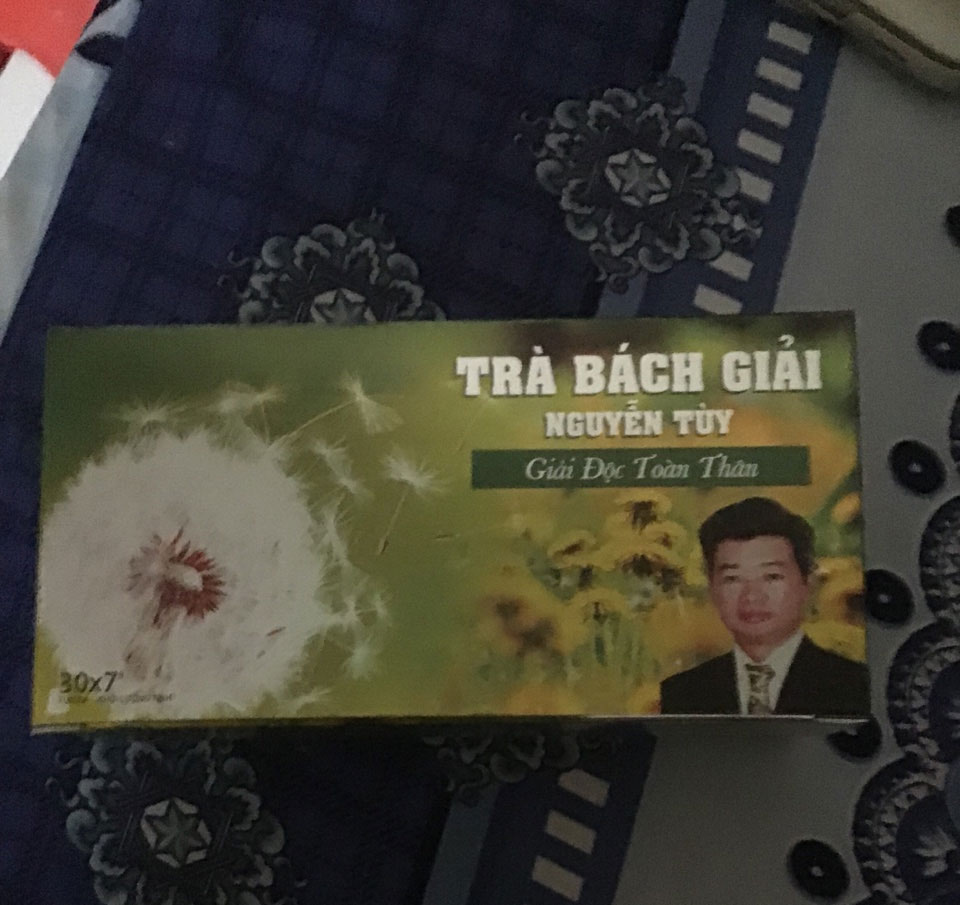 TRÀ BÁCH GIẢI
NGUYỄN TÙY
Giải Độc Toàn Thân
30x7